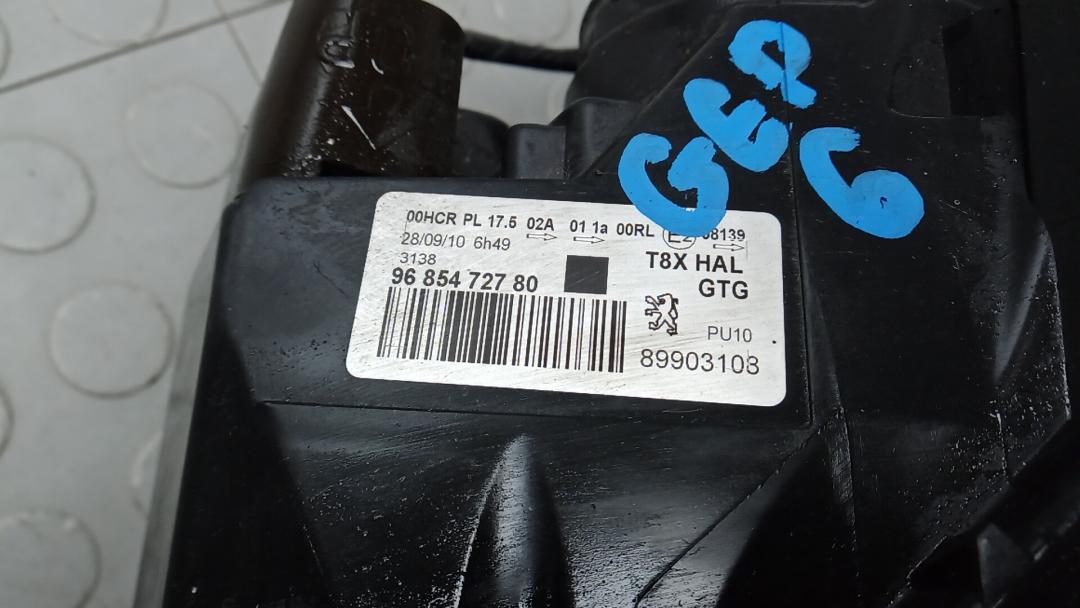 GEP
6
00HCR PL 17.5 02A 01 1a 00RL E2 08139
28/09/10 6h49
3138
T8X HAL
96 854 727 80
GTG
PU10
89903108